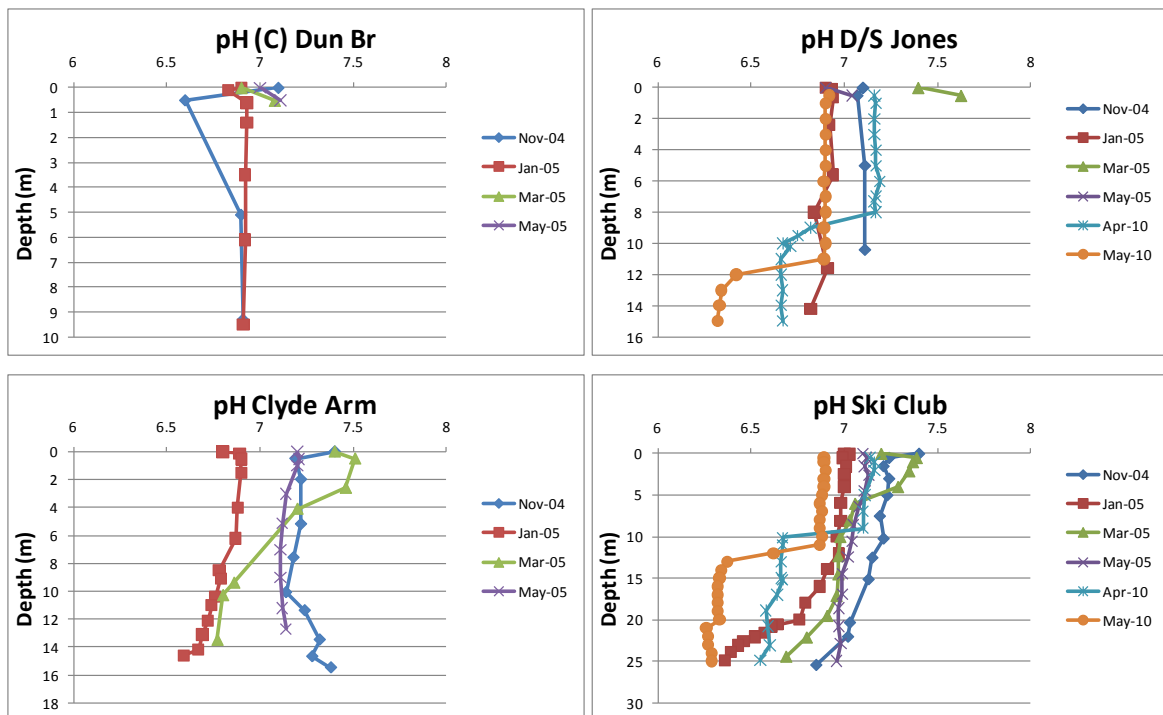 pH (C) Dun Br
6 6.5 7 7.5 8
0
1
2
3
4
5
6
7
8
9
10
Depth (m)
Nov-04
Jan-05
Mar-05
May-05
pH D/S Jones
6 6.5 7 7.5 8
0
2
4
6
8
10
12
14
16
Depth (m)
Nov-04
Jan-05
Mar-05
May-05
Apr-10
May-10
pH Clyde Arm
6 6.5 7 7.5 8
0
2
4
6
8
10
12
14
16
18
Depth (m)
Nov-04
Jan-05
Mar-05
May-05
pH Ski Club
6 6.5 7 7.5 8
0
5
10
15
20
25
30
Depth (m)
Nov-04
Jan-05
Mar-05
May-05
Apr-10
May-10